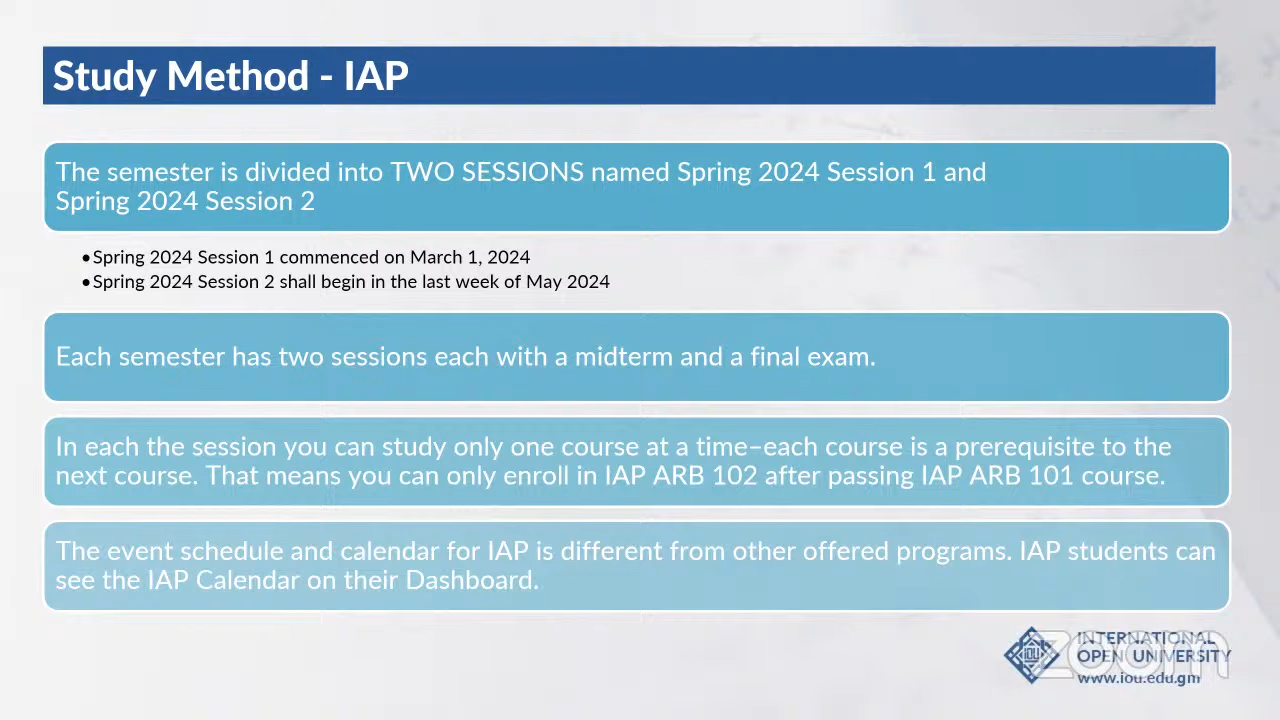 Study Method - IAP
The semester is divided into TWO SESSIONS named Spring 2024 Session 1 and
Spring 2024 Session 2
•Spring 2024 Session 1 commenced on March 1, 2024
•Spring 2024 Session 2 shall begin in the last week of May 2024
Each semester has two sessions each with a midterm and a final exam.
In each the session you can study only one course at a time–each course is a prerequisite to the
next course. That means you can only enroll in IAP ARB 102 after passing IAP ARB 101 course.
The event schedule and calendar for IAP is different from other offered programs. IAP students can
see the IAP Calendar on their Dashboard.
IOU
INTERNATIONAL
OPEN UNIVERSITY
www.iou.edu.gm
zoom